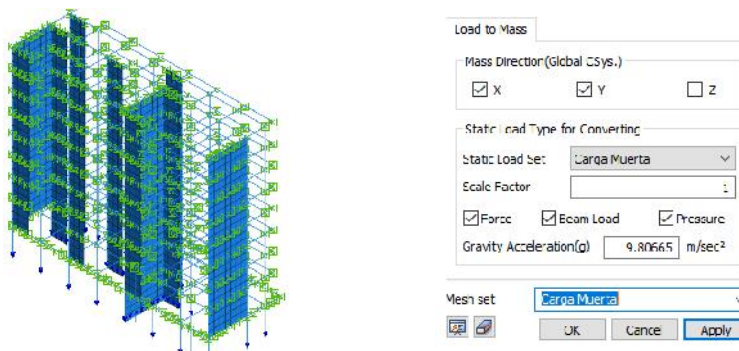 Load to Mass
Mass Direction(Global CSys.)
X Y Z
Static Load Type for Converting
Static Load Set Carga Muerta
Scale Factor 1
Force Beam Load Pressure
Gravity Acceleration(g) 9.80665 m/sec²
Mesh set Carga Muerta
OK Cancel Apply